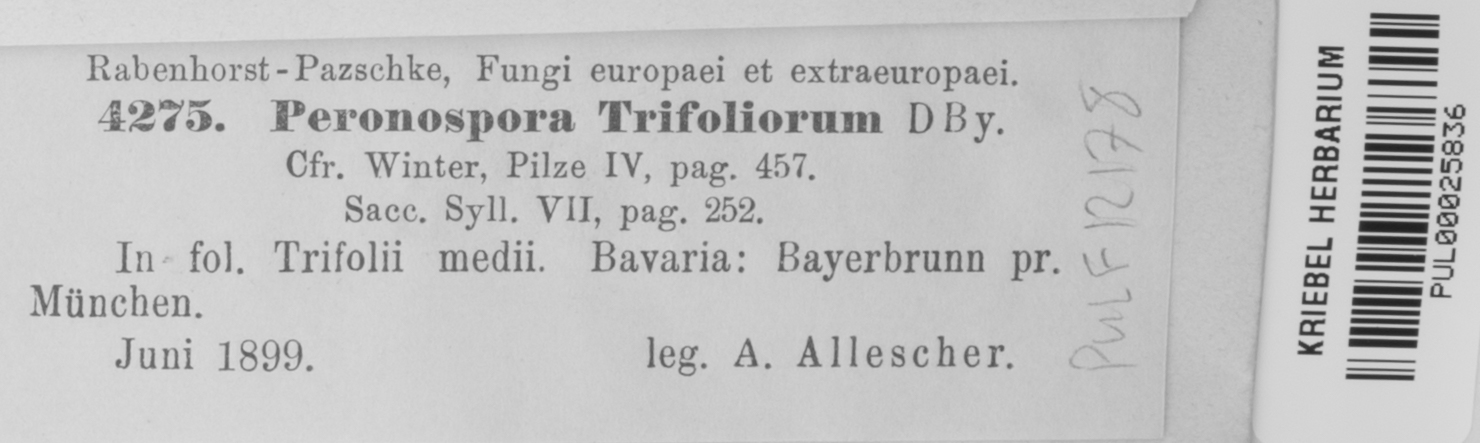 Rabenhorst-Pazschke, Fungi europaei et extraeuropaei.
4275. Peronospora Trifoliorum DBy.
Cfr. Winter, Pilze IV, pag. 457.
Sacc. Syll. VII, pag. 252.
In fol. Trifolii medii. Bavaria: Bayerbrunn pr.
München.
Juni 1899. leg. A. Allescher.
PULF 12178
KRIEBEL HERBARIUM
PUL00025836